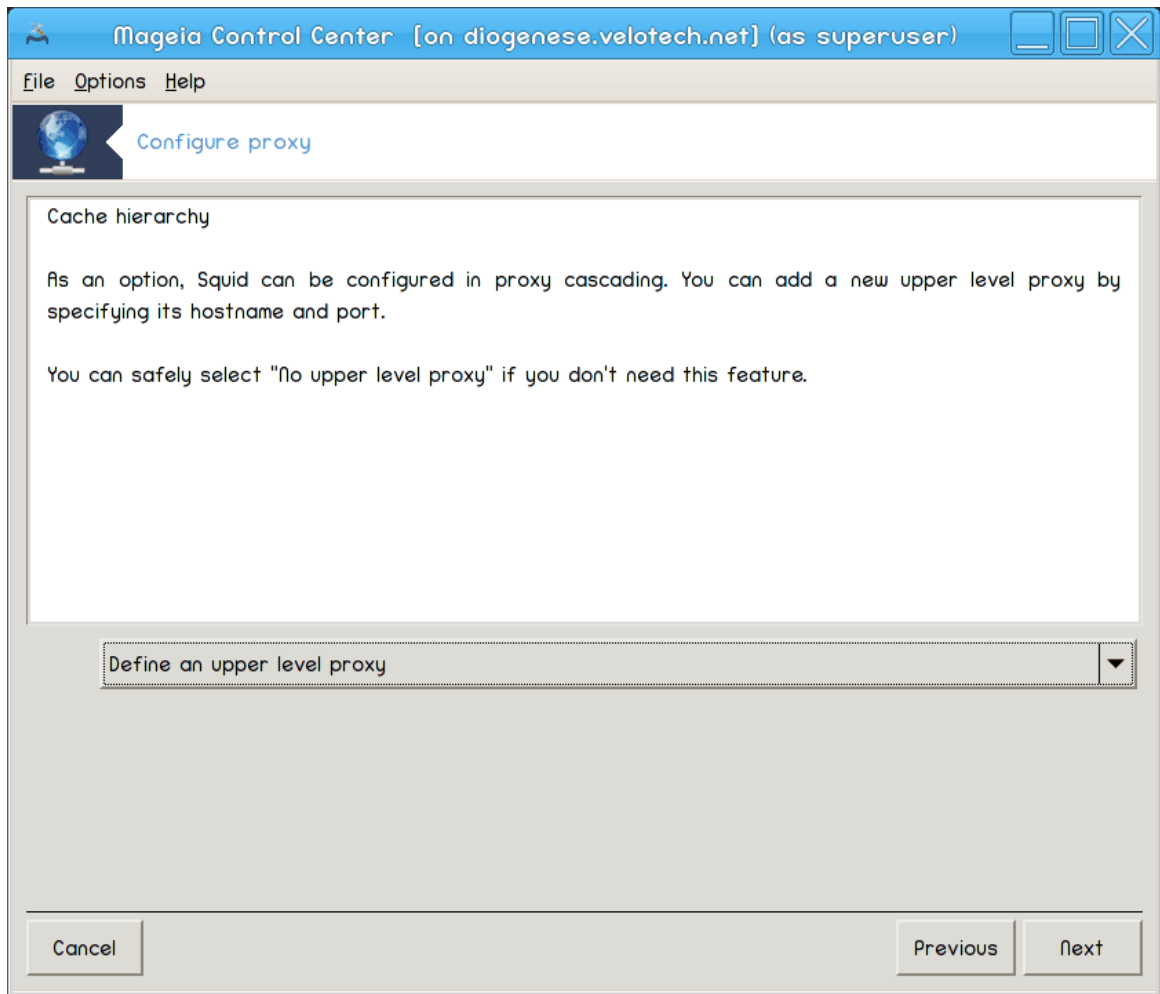 Mageia Control Center [on diogenese.velotech.net] (as superuser)
File Options Help
Configure proxy
Cache hierarchy
As an option, Squid can be configured in proxy cascading. You can add a new upper level proxy by
specifying its hostname and port.
You can safely select "No upper level proxy" if you don't need this feature.
Define an upper level proxy
Cancel Previous Next